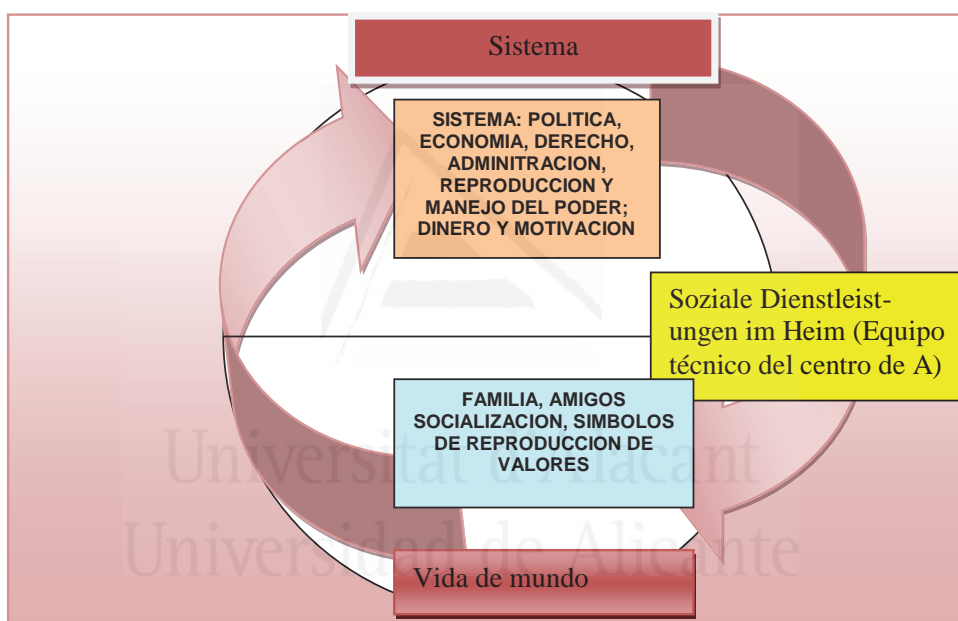 Sistema
SISTEMA: POLITICA,
ECONOMIA, DERECHO,
ADMINITRACION,
REPRODUCCION Y
MANEJO DEL PODER;
DINERO Y MOTIVACION
Soziale Dienstleist-
ungen im Heim (Equipo
técnico del centro de A)
FAMILIA, AMIGOS
SOCIALIZACION, SIMBOLOS
DE REPRODUCCION DE
VALORES
Universitat d'Alacant
Universidad de Alicante
Vida de mundo